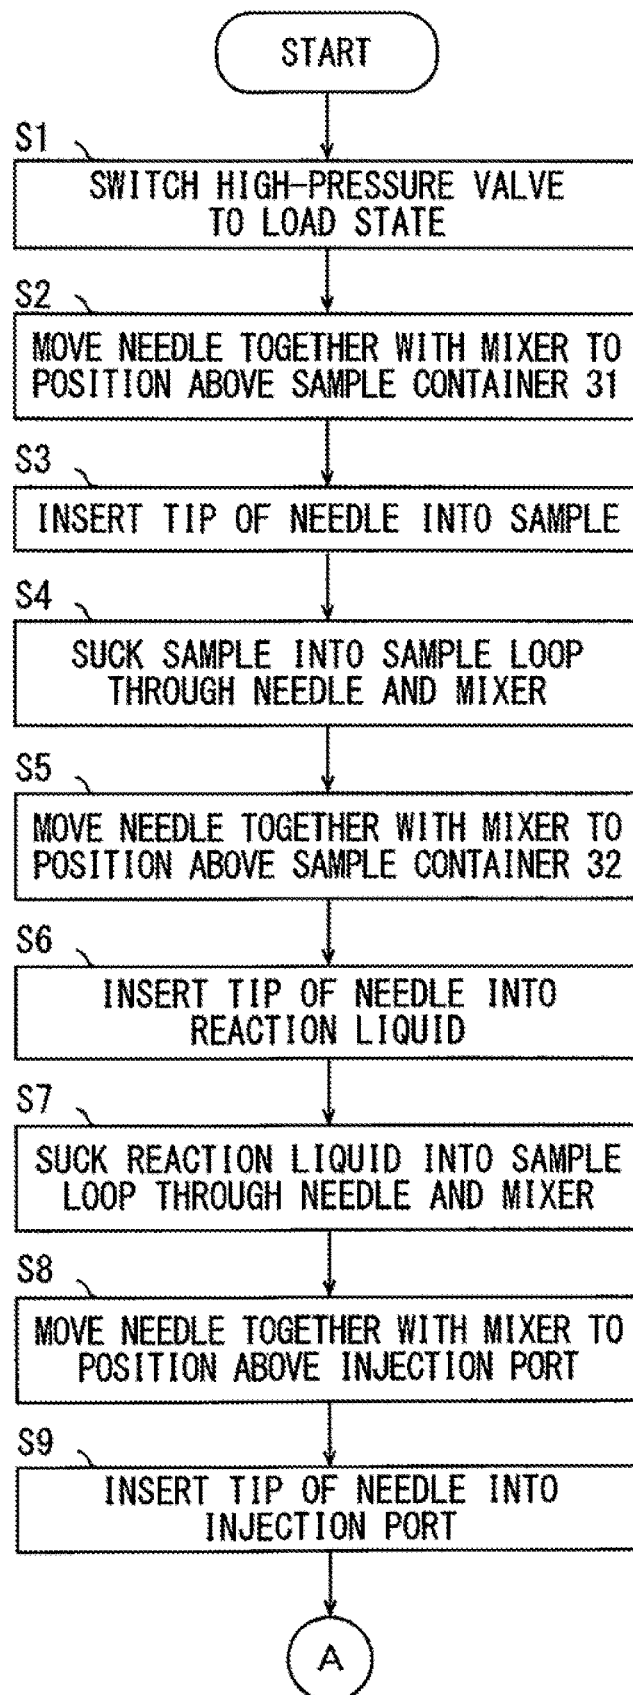 START
S1
SWITCH HIGH-PRESSURE VALVE
TO LOAD STATE
S2
MOVE NEEDLE TOGETHER WITH MIXER TO
POSITION ABOVE SAMPLE CONTAINER 31
S3
INSERT TIP OF NEEDLE INTO SAMPLE
S4
SUCK SAMPLE INTO SAMPLE LOOP
THROUGH NEEDLE AND MIXER
S5
MOVE NEEDLE TOGETHER WITH MIXER TO
POSITION ABOVE SAMPLE CONTAINER 32
S6
INSERT TIP OF NEEDLE INTO
REACTION LIQUID
S7
SUCK REACTION LIQUID INTO SAMPLE
LOOP THROUGH NEEDLE AND MIXER
S8
MOVE NEEDLE TOGETHER WITH MIXER TO
POSITION ABOVE INJECTION PORT
S9
INSERT TIP OF NEEDLE INTO
INJECTION PORT
A